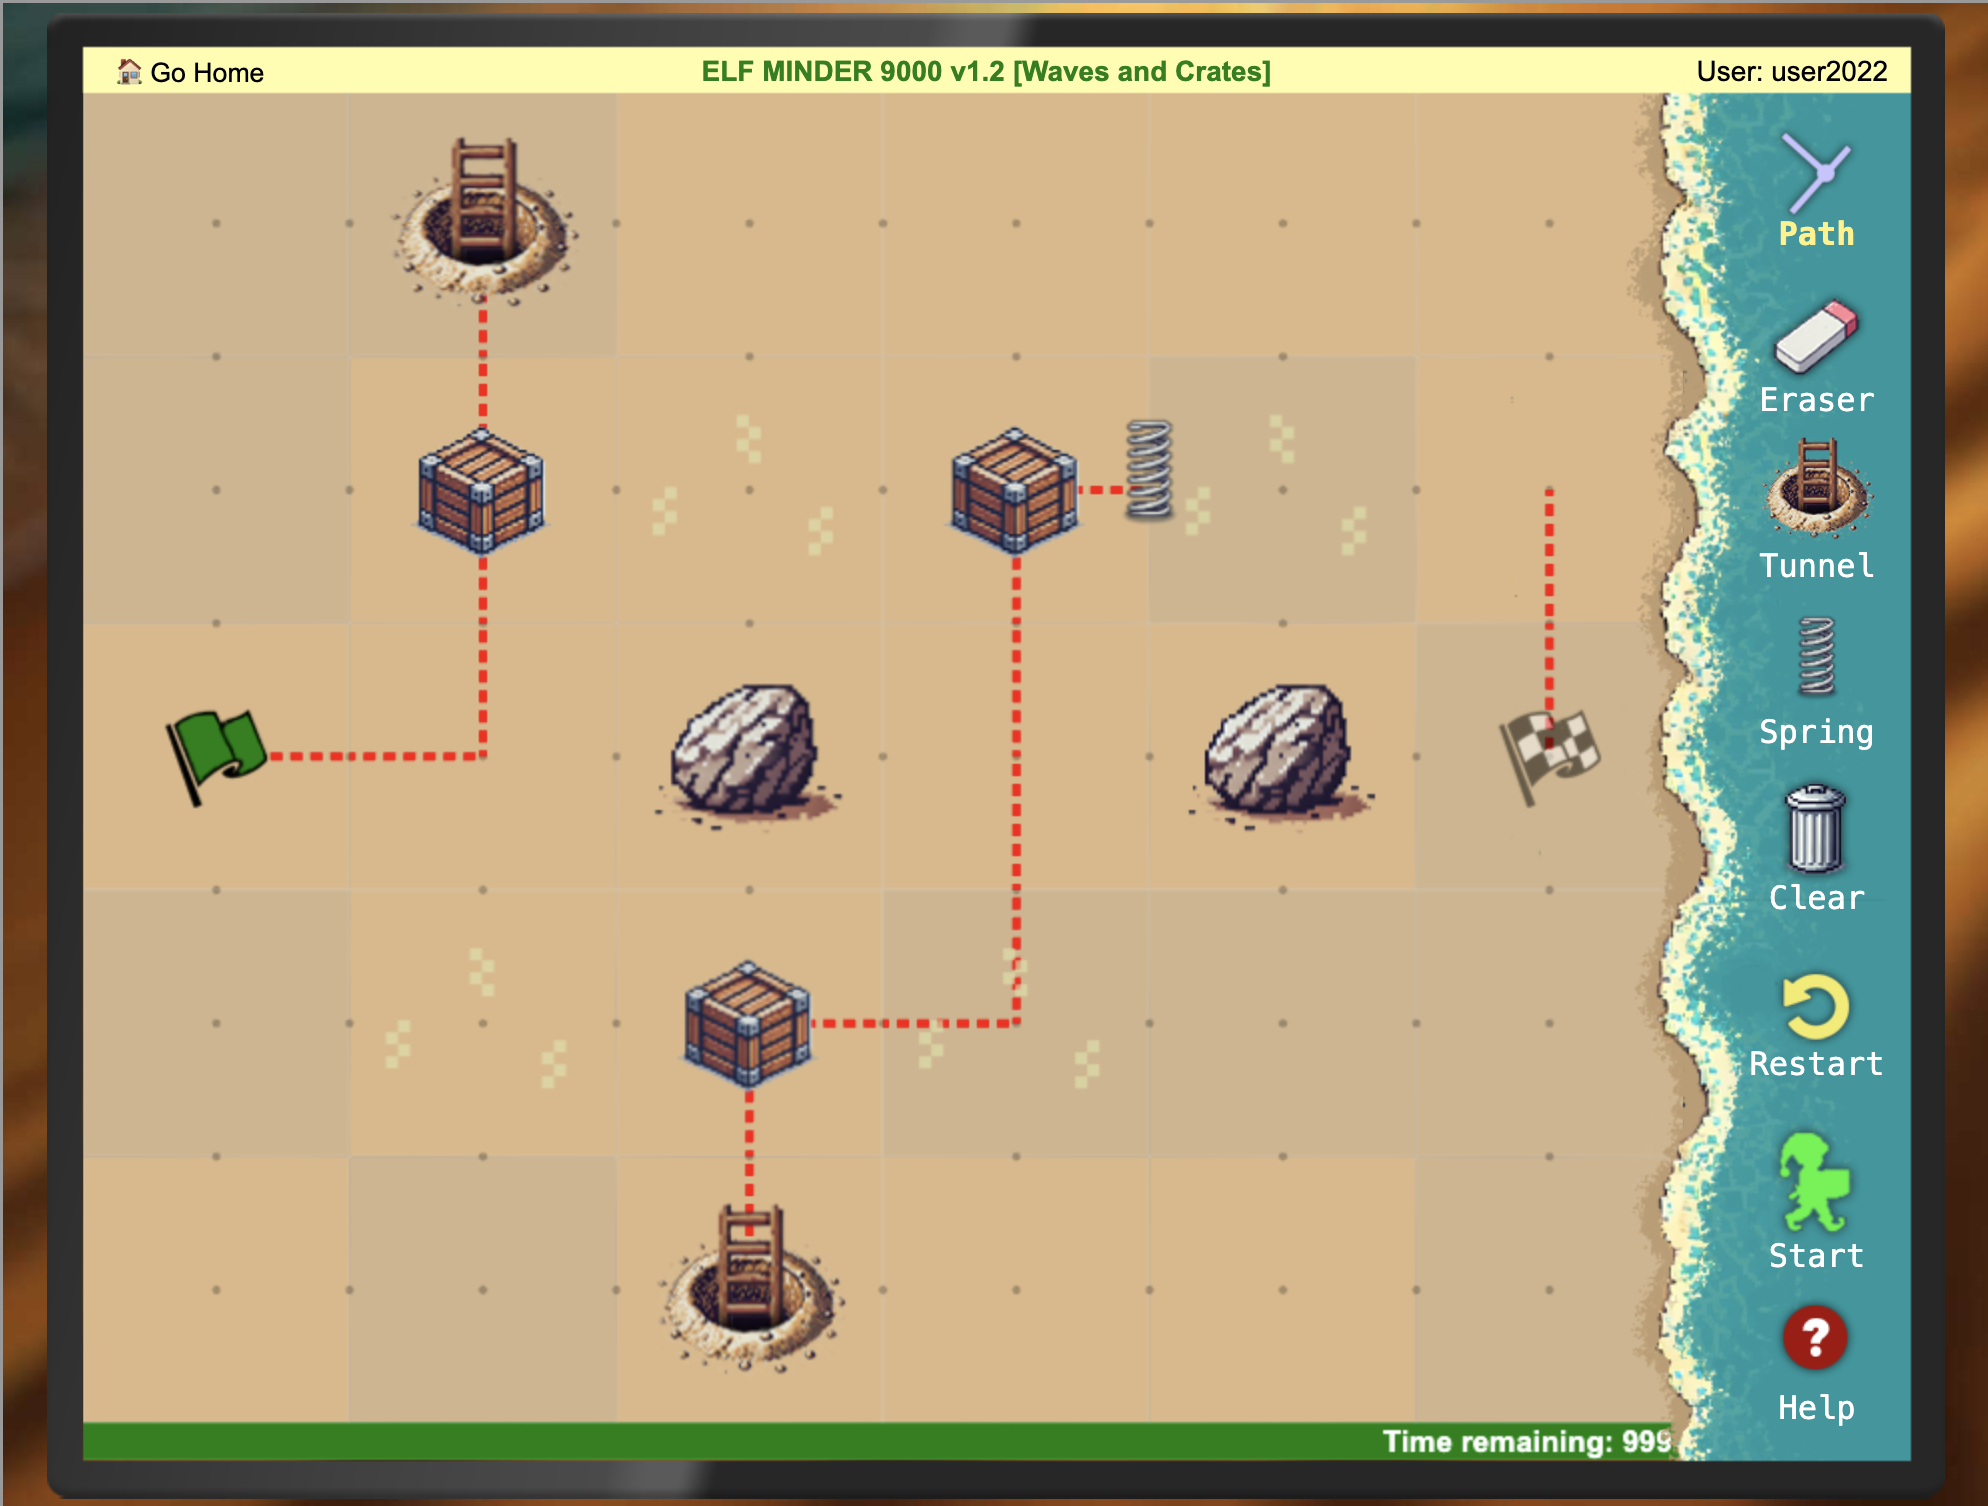 Go Home
ELF MINDER 9000 v1.2 [Waves and Crates]
User: user2022
Path
Eraser
Tunnel
Spring
Clear
Restart
Start
?
Help
Time remaining: 999